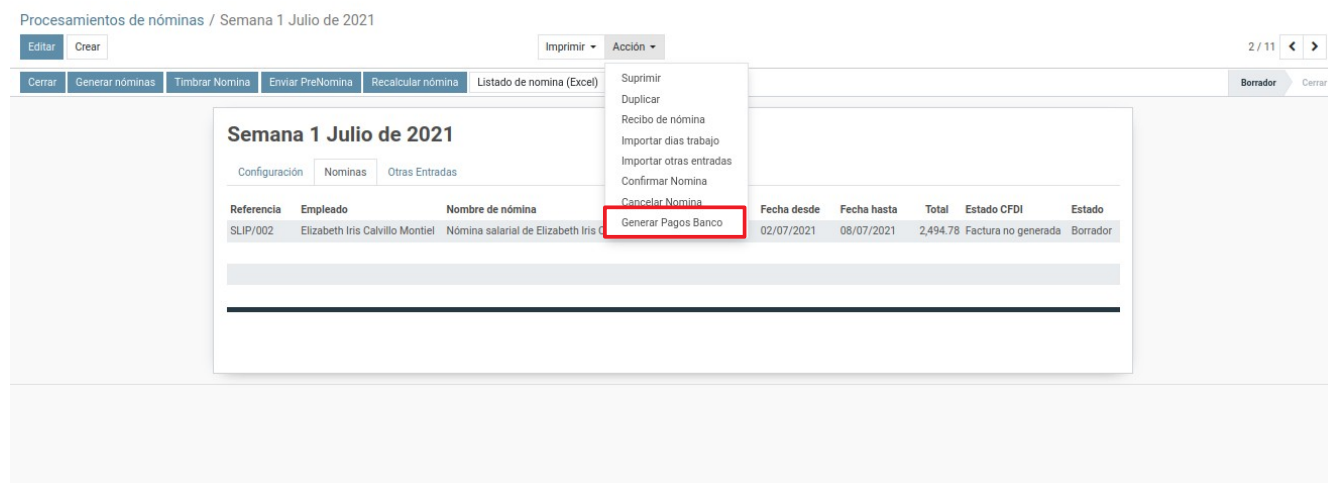 Procesamientos de nóminas / Semana 1 Julio de 2021
Editar Crear Imprimir Acción 2 / 11
Cerrar Generar nóminas Timbrar Nomina Enviar PreNomina Recalcular nómina Listado de nomina (Excel) Borrador Cerrar
Suprimir
Duplicar
Recibo de nómina
Importar dias trabajo
Importar otras entradas
Confirmar Nomina
Cancelar Nomina
Generar Pagos Banco
Semana 1 Julio de 2021
Configuración Nominas Otras Entradas
Referencia Empleado Nombre de nómina Fecha desde Fecha hasta Total Estado CFDI Estado
SLIP/002 Elizabeth Iris Calvillo Montiel Nómina salarial de Elizabeth Iris 02/07/2021 08/07/2021 2,494.78 Factura no generada Borrador